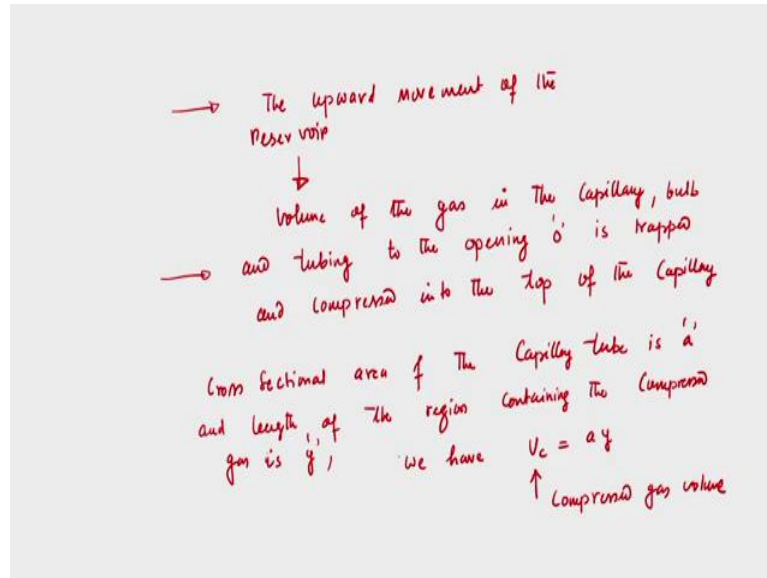 → The upward movement of the
Reservoir
↓
Volume of the gas in The Capillary, bulb
→ and tubing to the opening 'o' is trapped
and compressed into the top of the Capillary
Cross Sectional area of The Capillary tube is 'a'
and length of the region containing the Compressed
gas is 'y', we have Vc = ay
↑ Compressed gas volume